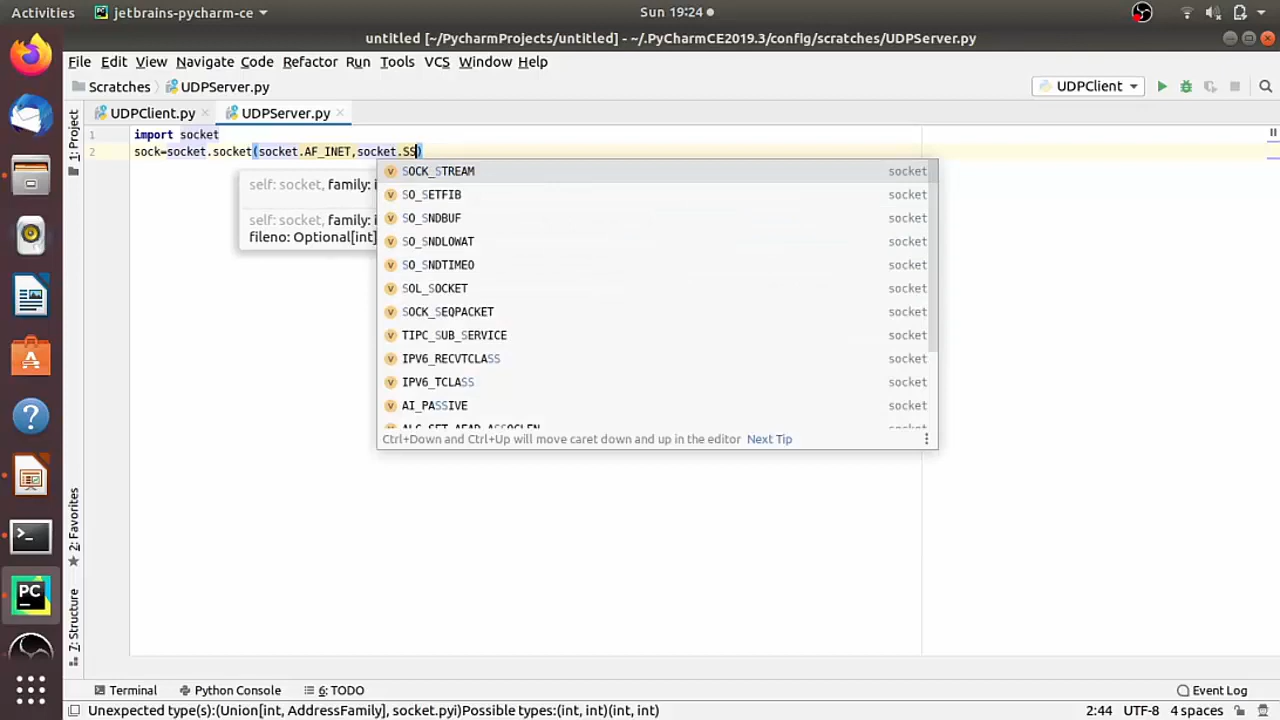 Activities jetbrains-pycharm-ce Sun 19:24
untitled [~/PycharmProjects/untitled] - ~/.PyCharmCE2019.3/config/scratches/UDPServer.py
File Edit View Navigate Code Refactor Run Tools VCS Window Help
Scratches UDPServer.py UDPClient
UDPClient.py UDPServer.py
1: Project
1 import socket
2 sock=socket.socket(socket.AF_INET,socket.SS)
self: socket, family: i
self: socket, family: i
fileno: Optional[int]
SOCK_STREAM socket
SO_SETFIB socket
SO_SNDBUF socket
SO_SNDLOWAT socket
SO_SNDTIMEO socket
SOL_SOCKET socket
SOCK_SEQPACKET socket
TIPC_SUB_SERVICE socket
IPV6_RECVTCLASS socket
IPV6_TCLASS socket
AI_PASSIVE socket
Ctrl+Down and Ctrl+Up will move caret down and up in the editor Next Tip
2: Favorites
7: Structure
PC
Terminal Python Console 6: TODO Event Log
Unexpected type(s):(Union[int, AddressFamily], socket.pyi)Possible types:(int, int)(int, int) 2:44 UTF-8 4 spaces